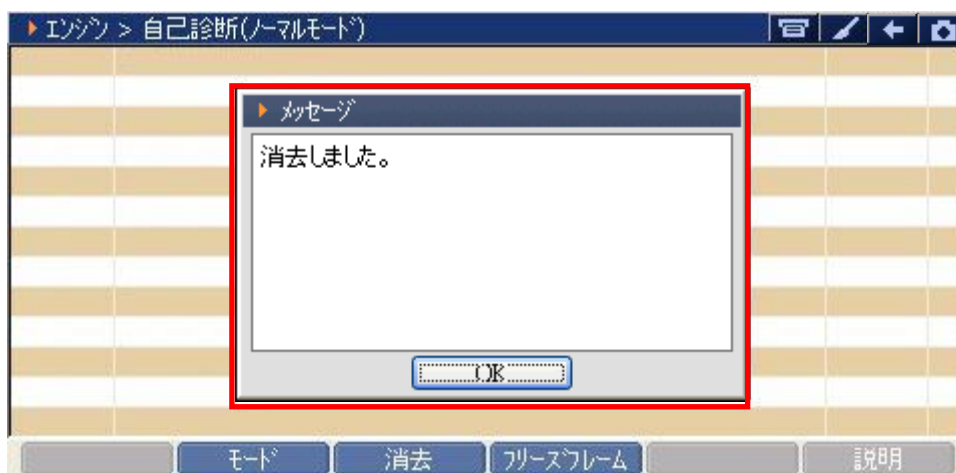 エンジン > 自己診断(ノーマルモード)
メッセージ
消去しました。
OK
モード 消去 フリーズフレーム 説明